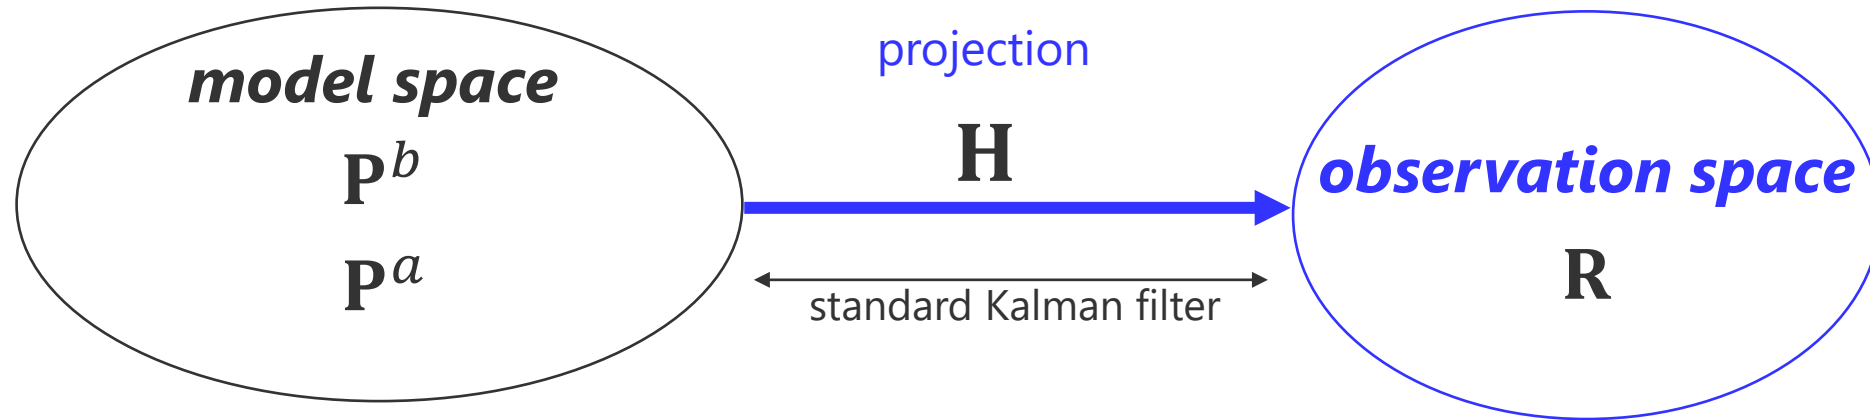 model space
P^b
P^a
projection
H
standard Kalman filter
observation space
R